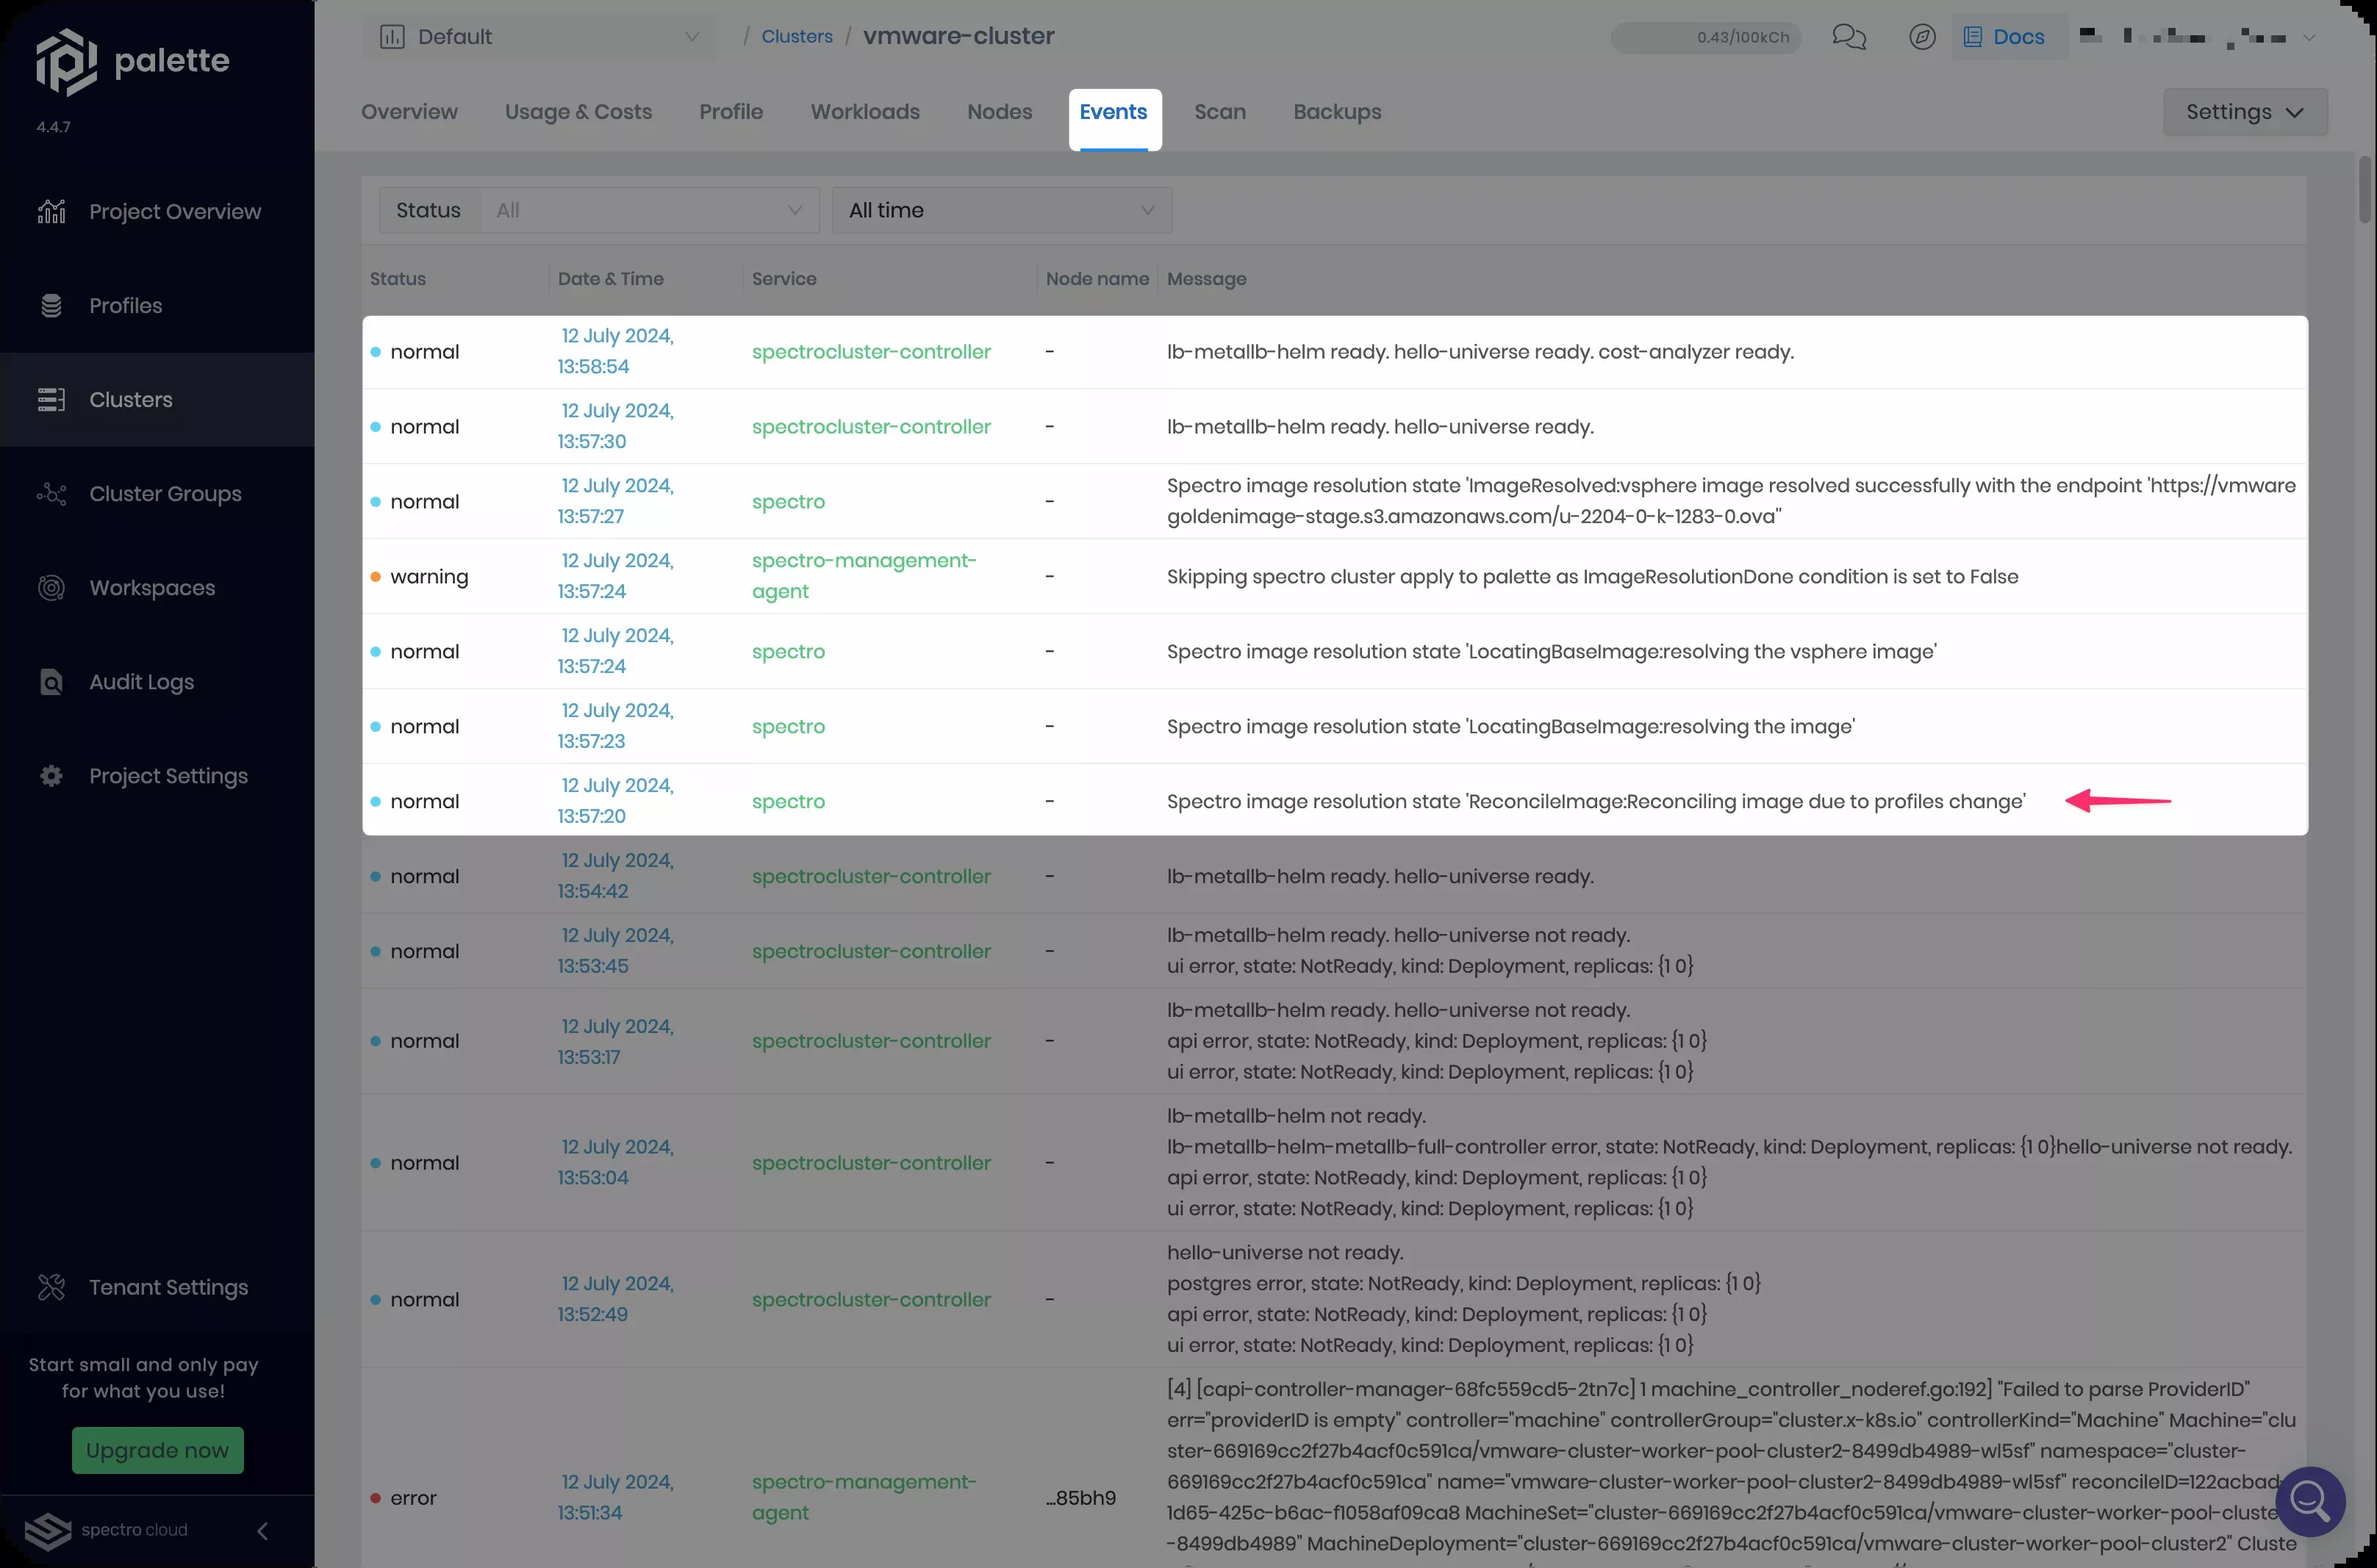 palette
4.4.7
Project Overview
Profiles
Clusters
Cluster Groups
Workspaces
Audit Logs
Project Settings
Tenant Settings
Start small and only pay
for what you use!
Upgrade now
spectro cloud
Default
/ Clusters / vmware-cluster
0.43/100kCh
Docs
Overview Usage & Costs Profile Workloads Nodes Events Scan Backups
Settings
Status All All time
Status Date & Time Service Node name Message
normal 12 July 2024, 13:58:54 spectrocluster-controller - lb-metallb-helm ready. hello-universe ready. cost-analyzer ready.
normal 12 July 2024, 13:57:30 spectrocluster-controller - lb-metallb-helm ready. hello-universe ready.
normal 12 July 2024, 13:57:27 spectro - Spectro image resolution state 'ImageResolved:vsphere image resolved successfully with the endpoint 'https://vmware
goldenimage-stage.s3.amazonaws.com/u-2204-0-k-1283-0.ova''
warning 12 July 2024, 13:57:24 spectro-management-agent - Skipping spectro cluster apply to palette as ImageResolutionDone condition is set to False
normal 12 July 2024, 13:57:24 spectro - Spectro image resolution state 'LocatingBaseImage:resolving the vsphere image'
normal 12 July 2024, 13:57:23 spectro - Spectro image resolution state 'LocatingBaseImage:resolving the image'
normal 12 July 2024, 13:57:20 spectro - Spectro image resolution state 'ReconcileImage:Reconciling image due to profiles change'
normal 12 July 2024, 13:54:42 spectrocluster-controller - lb-metallb-helm ready. hello-universe ready.
normal 12 July 2024, 13:53:45 spectrocluster-controller - lb-metallb-helm ready. hello-universe not ready.
ui error, state: NotReady, kind: Deployment, replicas: {1 0}
normal 12 July 2024, 13:53:17 spectrocluster-controller - lb-metallb-helm ready. hello-universe not ready.
api error, state: NotReady, kind: Deployment, replicas: {1 0}
ui error, state: NotReady, kind: Deployment, replicas: {1 0}
normal 12 July 2024, 13:53:04 spectrocluster-controller - lb-metallb-helm not ready.
lb-metallb-helm-metallb-full-controller error, state: NotReady, kind: Deployment, replicas: {1 0}hello-universe not ready.
api error, state: NotReady, kind: Deployment, replicas: {1 0}
ui error, state: NotReady, kind: Deployment, replicas: {1 0}
normal 12 July 2024, 13:52:49 spectrocluster-controller - hello-universe not ready.
postgres error, state: NotReady, kind: Deployment, replicas: {1 0}
api error, state: NotReady, kind: Deployment, replicas: {1 0}
ui error, state: NotReady, kind: Deployment, replicas: {1 0}
error 12 July 2024, 13:51:34 spectro-management-agent ...85bh9 [4] [capi-controller-manager-68fc559cd5-2tn7c] 1 machine_controller_noderef.go:192] "Failed to parse ProviderID"
err="providerID is empty" controller="machine" controllerGroup="cluster.x-k8s.io" controllerKind="Machine" Machine="clu
ster-669169cc2f27b4acf0c591ca/vmware-cluster-worker-pool-cluster2-8499db4989-wl5sf" namespace="cluster-
669169cc2f27b4acf0c591ca" name="vmware-cluster-worker-pool-cluster2-8499db4989-wl5sf" reconcileID=122acbad-
1d65-425c-b6ac-f1058af09ca8 MachineSet="cluster-669169cc2f27b4acf0c591ca/vmware-cluster-worker-pool-cluste
-8499db4989" MachineDeployment="cluster-669169cc2f27b4acf0c591ca/vmware-cluster-worker-pool-cluster2" Cluste